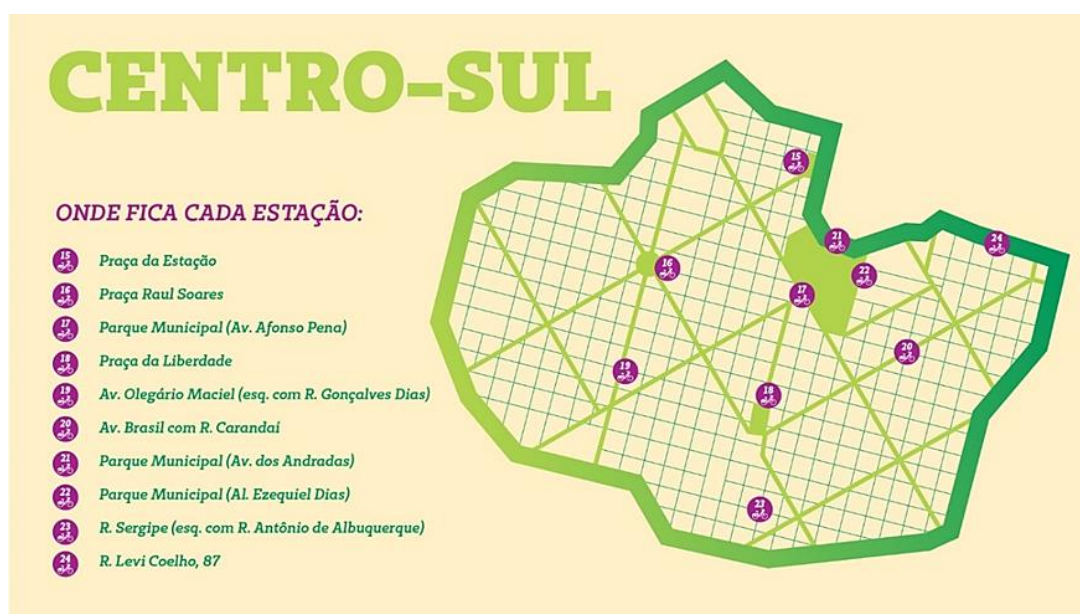 CENTRO-SUL
ONDE FICA CADA ESTAÇÃO:
15 Praça da Estação
16 Praça Raul Soares
17 Parque Municipal (Av. Afonso Pena)
18 Praça da Liberdade
19 Av. Olegário Maciel (esq. com R. Gonçalves Dias)
20 Av. Brasil com R. Carandaí
21 Parque Municipal (Av. dos Andradas)
22 Parque Municipal (Al. Ezequiel Dias)
23 R. Sergipe (esq. com R. Antônio de Albuquerque)
24 R. Levi Coelho, 87
15
21
24
16
22
17
20
19
18
23